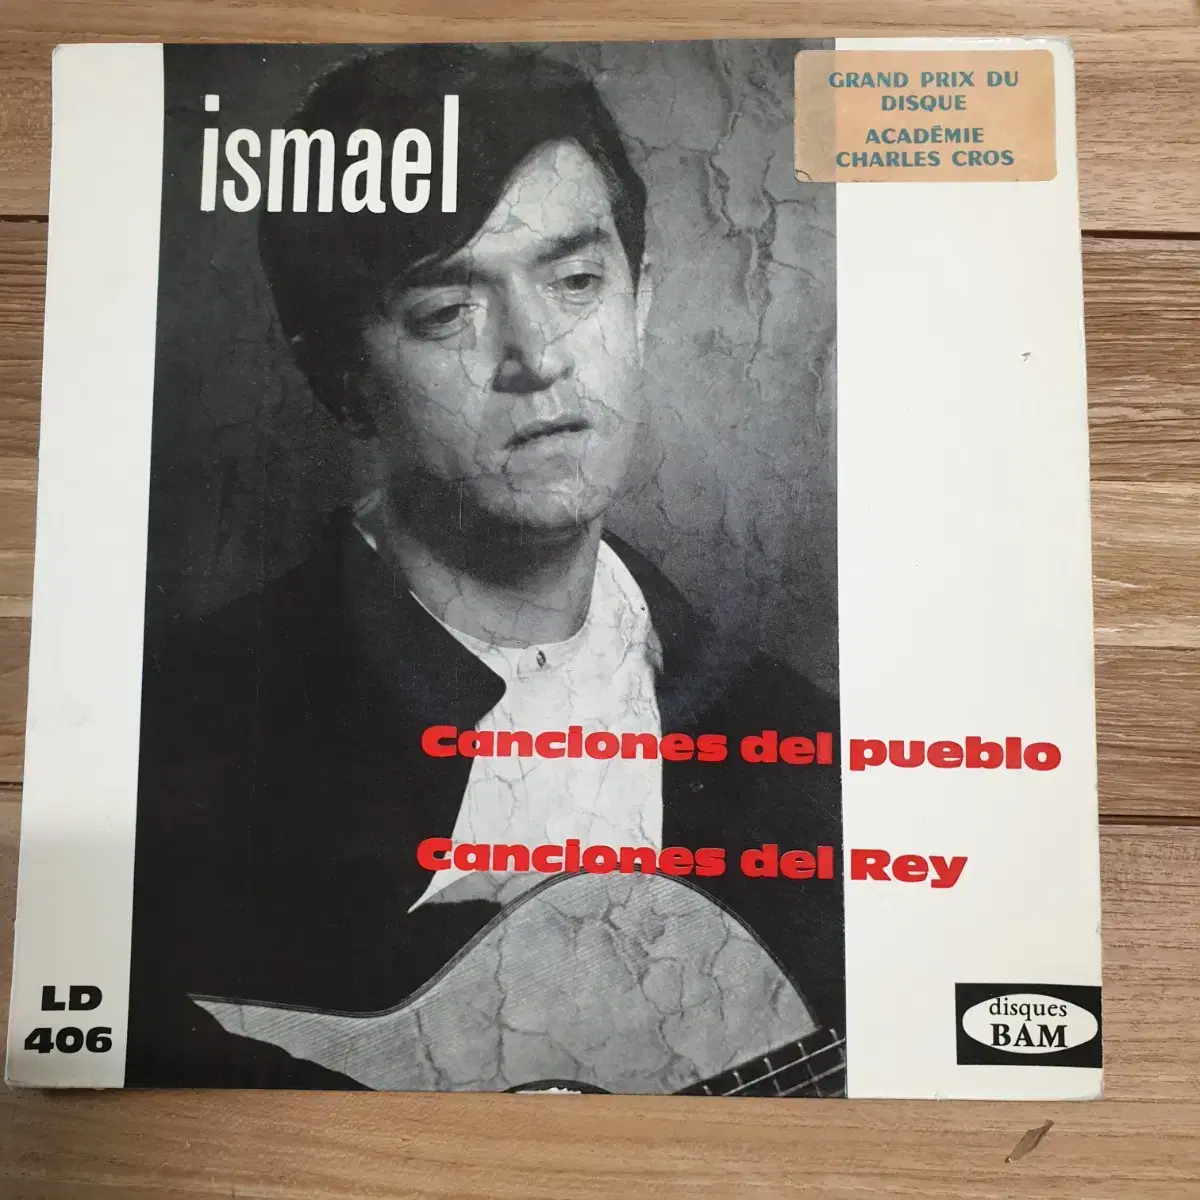 ismael
GRAND PRIX DU
DISQUE
ACADÉMIE
CHARLES CROS
Canciones del pueblo
Canciones del Rey
LD
406
disques
BAM